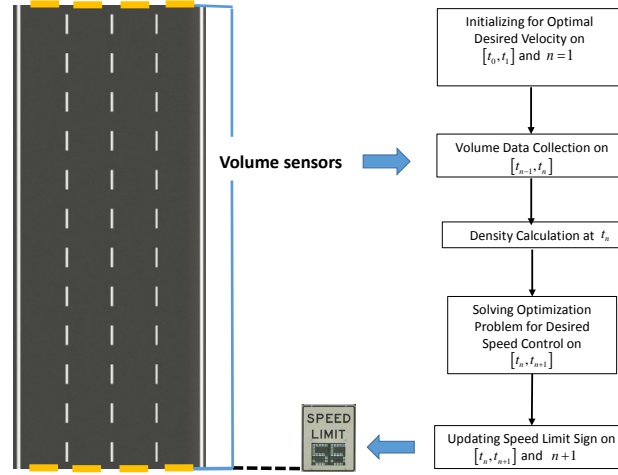 Initializing for Optimal
Desired Velocity on
[t₀, t₁] and n = 1
Volume sensors
Volume Data Collection on
[tₙ₋₁, tₙ]
Density Calculation at tₙ
Solving Optimization
Problem for Desired
Speed Control on
[tₙ, tₙ₊₁]
SPEED
LIMIT
Updating Speed Limit Sign on
[tₙ, tₙ₊₁] and n + 1